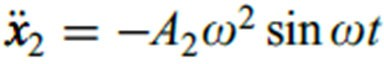 ẍ₂ = −A₂ω² sin ωt